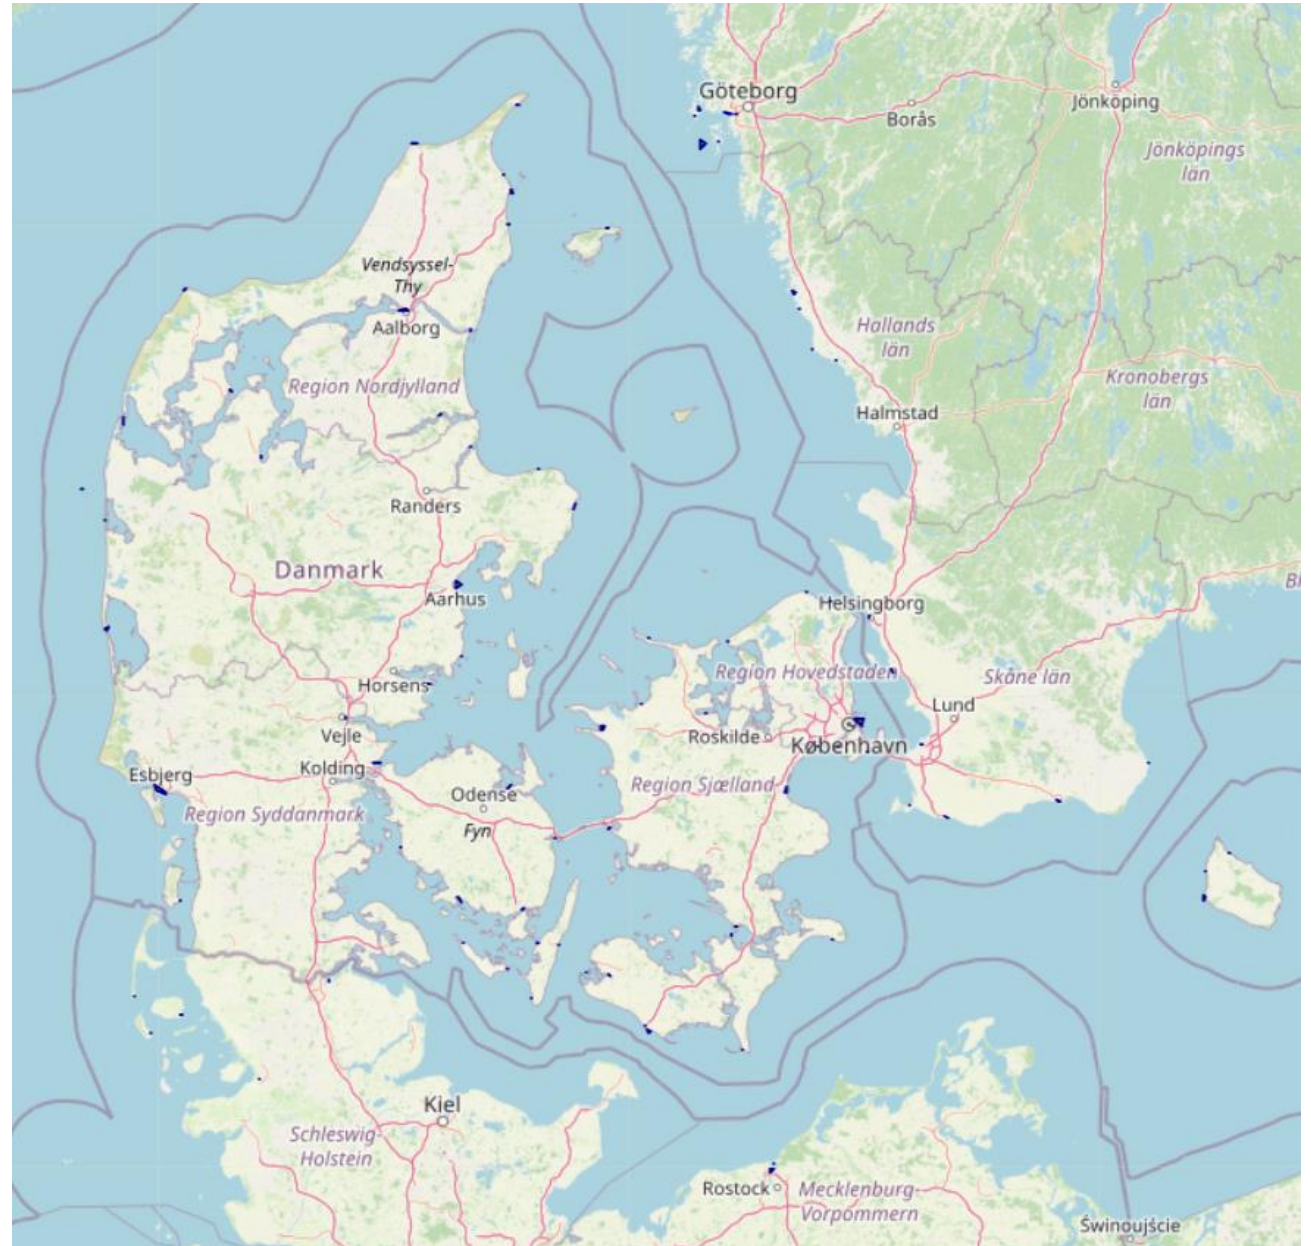 Göteborg
Borås
Jönköping
Jönköpings
län
Vendsyssel-
Thy
Aalborg
Hallands
län
Region Nordjylland
Kronobergs
län
Halmstad
Randers
Danmark
Aarhus
Helsingborg
Region Hovedstaden
Skåne län
Horsens
Lund
Vejle
Roskilde
København
Kolding
Esbjerg
Region Sjælland
Odense
Region Syddanmark
Fyn
Kiel
Schleswig-
Holstein
Rostock
Mecklenburg-
Vorpommern
Świnoujście